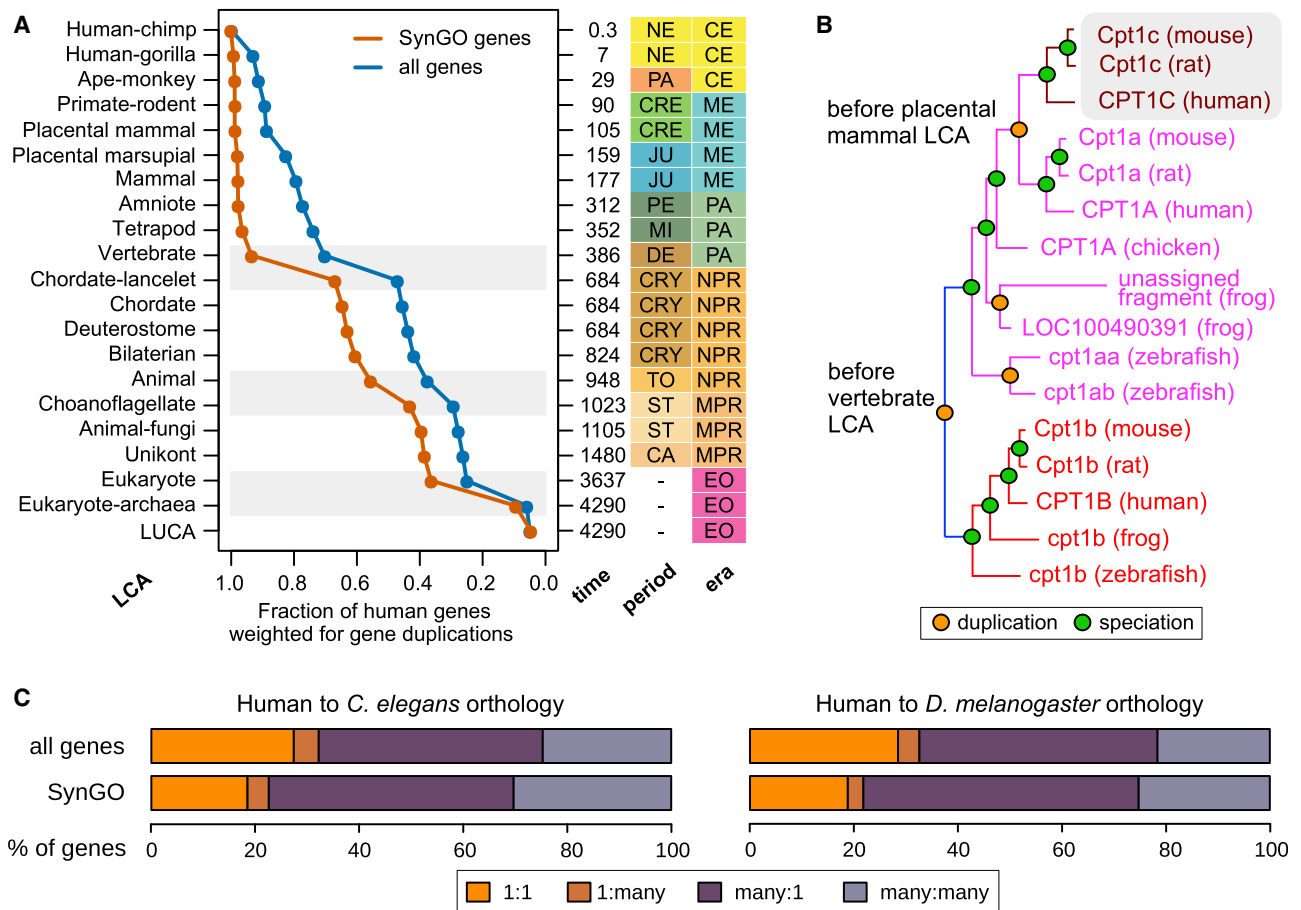 A
Human-chimp 0.3 NE CE
Human-gorilla 7 NE CE
Ape-monkey 29 PA CE
Primate-rodent 90 CRE ME
Placental mammal 105 CRE ME
Placental marsupial 159 JU ME
Mammal 177 JU ME
Amniote 312 PE PA
Tetrapod 352 MI PA
Vertebrate 386 DE PA
Chordate-lancelet 684 CRY NPR
Chordate 684 CRY NPR
Deuterostome 684 CRY NPR
Bilaterian 824 CRY NPR
Animal 948 TO NPR
Choanoflagellate 1023 ST MPR
Animal-fungi 1105 ST MPR
Unikont 1480 CA MPR
Eukaryote 3637 - EO
Eukaryote-archaea 4290 - EO
LUCA 4290 - EO
SynGO genes
all genes
1.0 0.8 0.6 0.4 0.2 0.0
LCA
time period era
Fraction of human genes
weighted for gene duplications
B
before placental
mammal LCA
before
vertebrate
LCA
Cpt1c (mouse)
Cpt1c (rat)
CPT1C (human)
Cpt1a (mouse)
Cpt1a (rat)
CPT1A (human)
CPT1A (chicken)
unassigned
fragment (frog)
LOC100490391 (frog)
cpt1aa (zebrafish)
cpt1ab (zebrafish)
Cpt1b (mouse)
Cpt1b (rat)
CPT1B (human)
cpt1b (frog)
cpt1b (zebrafish)
duplication speciation
C
Human to C. elegans orthology
Human to D. melanogaster orthology
all genes
SynGO
% of genes
0 20 40 60 80 100
0 20 40 60 80 100
1:1 1:many many:1 many:many